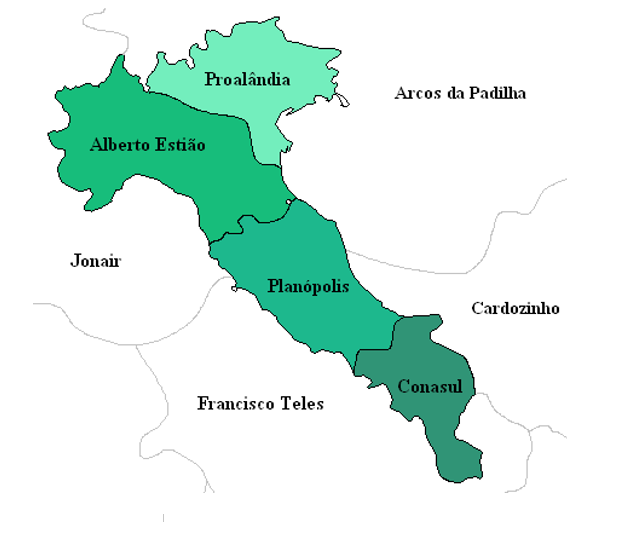 Proalândia
Arcos da Padilha
Alberto Estião
Jonair
Planópolis
Cardozinho
Conasul
Francisco Teles